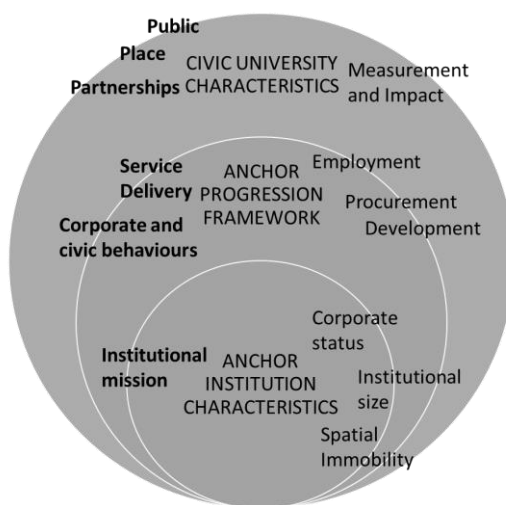 Public
Place
Partnerships
CIVIC UNIVERSITY
CHARACTERISTICS
Measurement
and Impact
Service
Delivery
Corporate and
civic behaviours
ANCHOR
PROGRESSION
FRAMEWORK
Employment
Procurement
Development
Institutional
mission
ANCHOR
INSTITUTION
CHARACTERISTICS
Corporate
status
Institutional
size
Spatial
Immobility